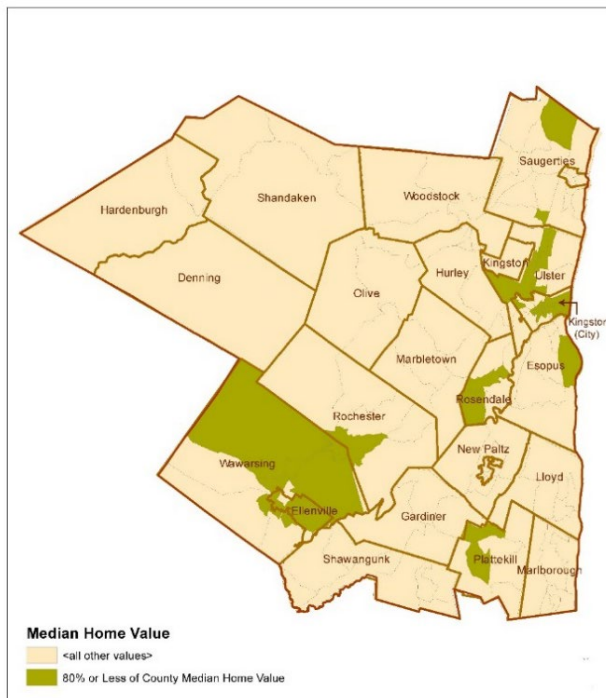 Saugerties
Shandaken
Woodstock
Hardenburgh
Kingston
Hurley
Ulster
Denning
Olive
Kingston
(City)
Marbletown
Esopus
Rosendale
Rochester
New Paltz
Wawarsing
Lloyd
Ellenville
Gardiner
Shawangunk
Plattekill
Marlborough
Median Home Value
<all other values>
80% or Less of County Median Home Value